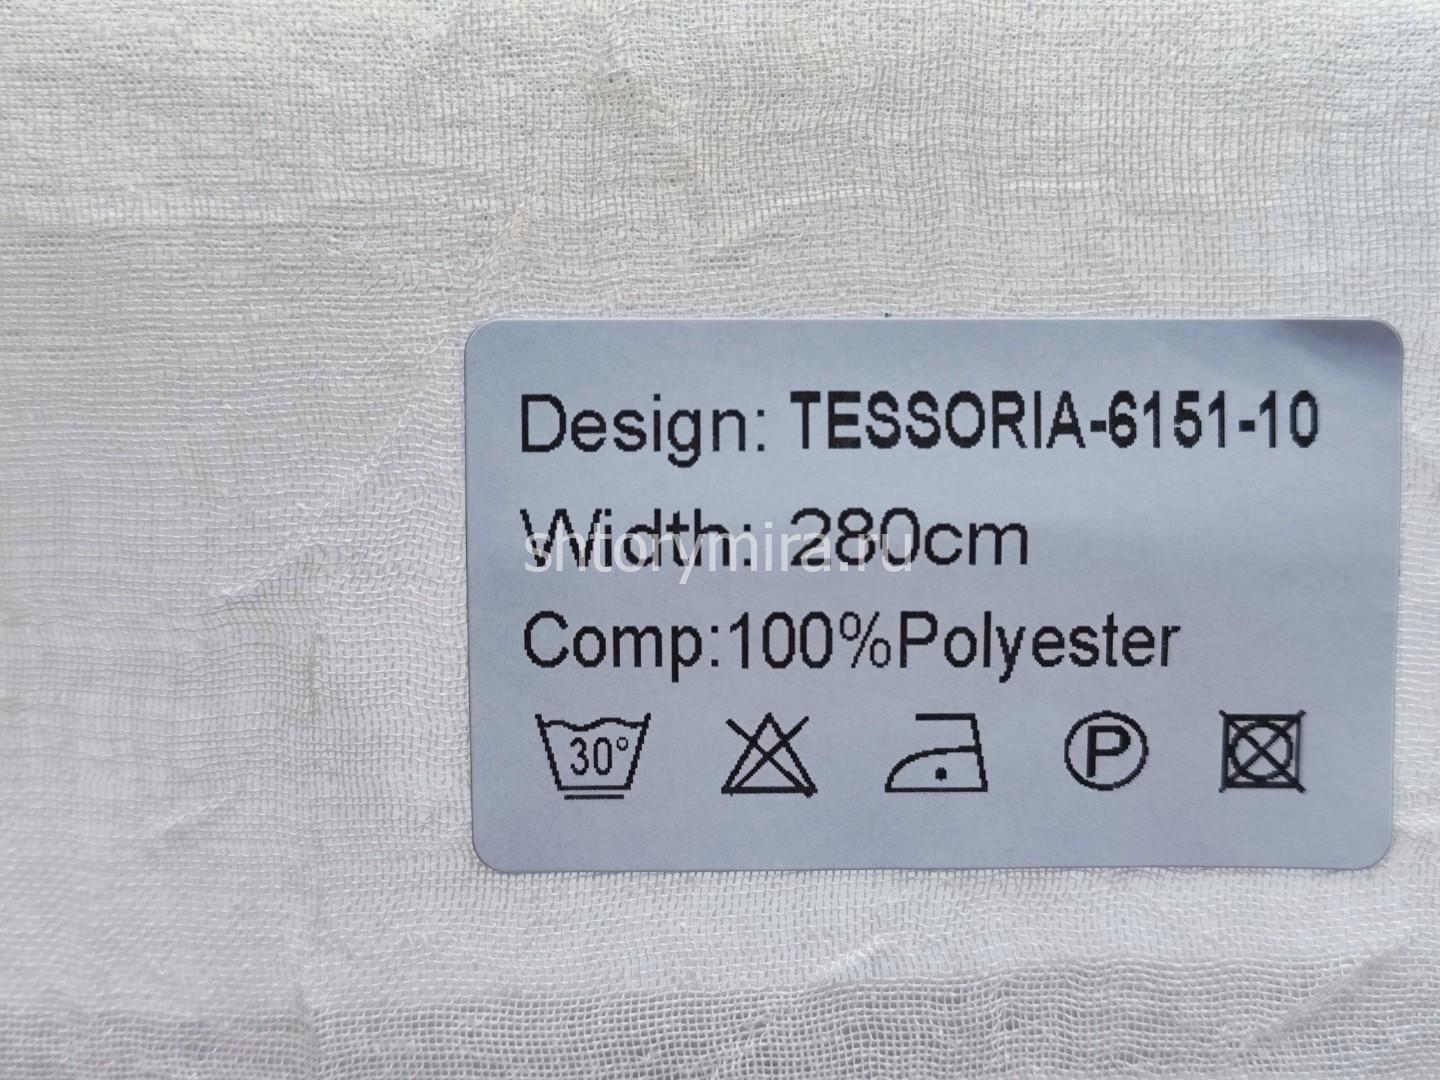 Design: TESSORIA-6151-10
Width: 280cm
shtorymira.ru
Comp:100%Polyester
30°
P